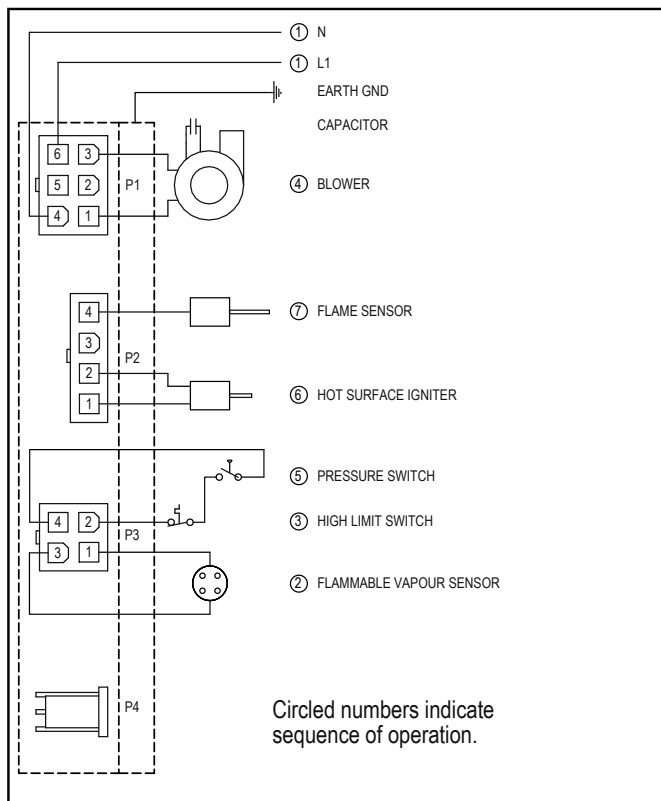 ① N
① L1
EARTH GND
CAPACITOR
6 3
5 2 P1
④ BLOWER
4 1
4
⑦ FLAME SENSOR
3
P2
2
⑥ HOT SURFACE IGNITER
1
⑤ PRESSURE SWITCH
4 2
③ HIGH LIMIT SWITCH
P3
3 1
② FLAMMABLE VAPOUR SENSOR
P4
Circled numbers indicate
sequence of operation.